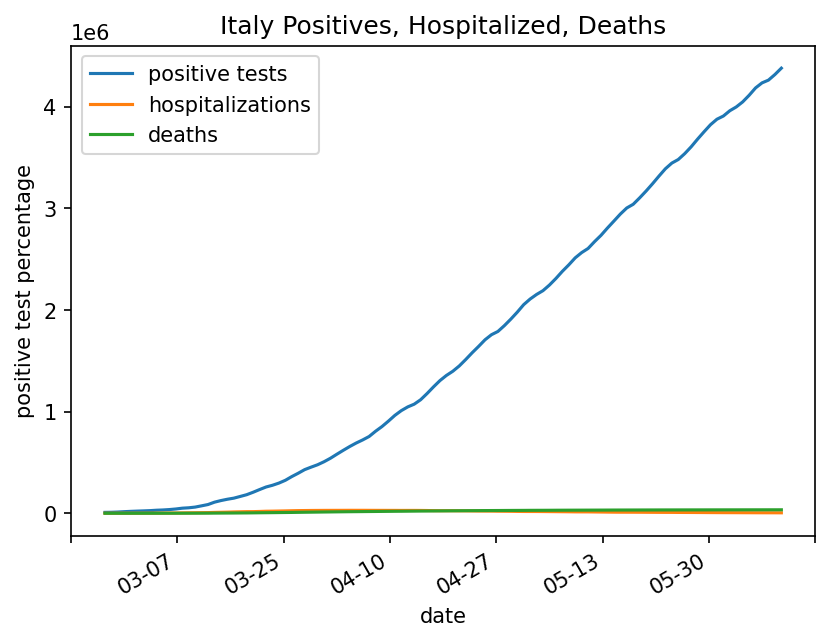 Italy Positives, Hospitalized, Deaths
1e6
positive tests
hospitalizations
deaths
4
3
2
1
0
positive test percentage
03-07
03-25
04-10
04-27
05-13
05-30
date